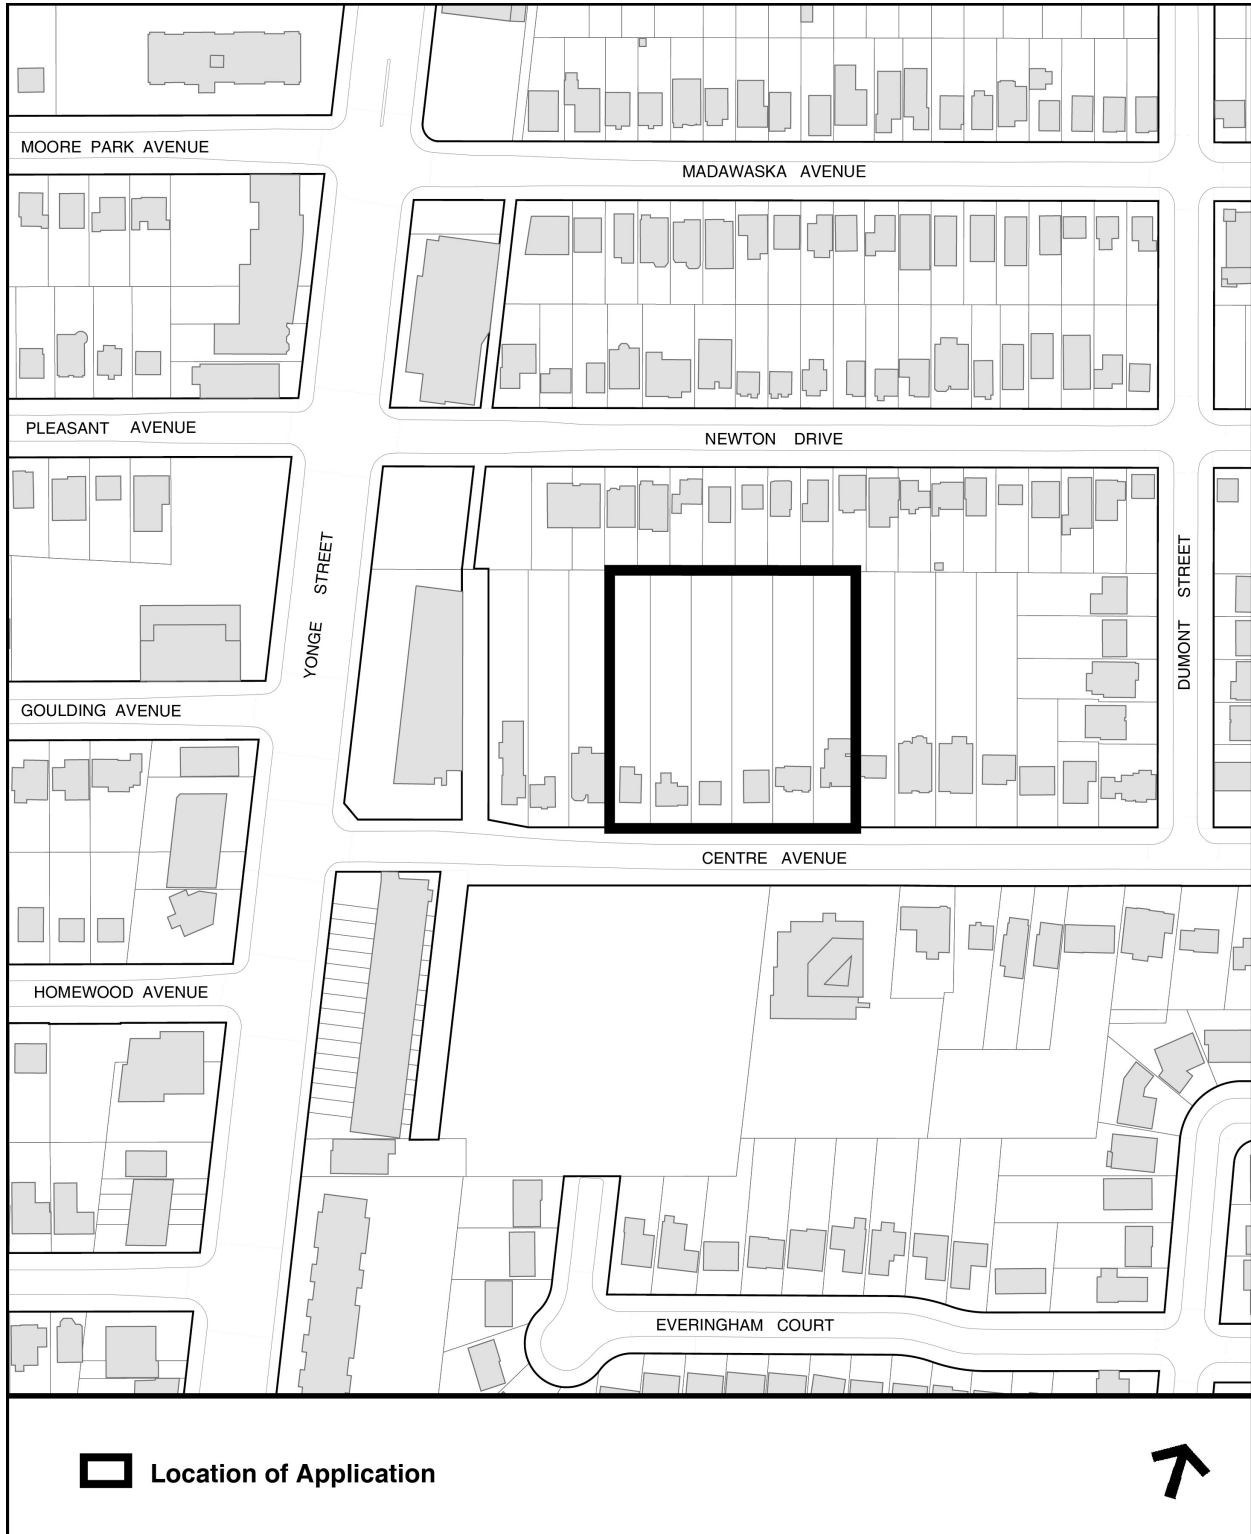 MOORE PARK AVENUE
MADAWASKA AVENUE
PLEASANT AVENUE
NEWTON DRIVE
YONGE STREET
DUMONT STREET
GOULDING AVENUE
CENTRE AVENUE
HOMEWOOD AVENUE
EVERINGHAM COURT
Location of Application